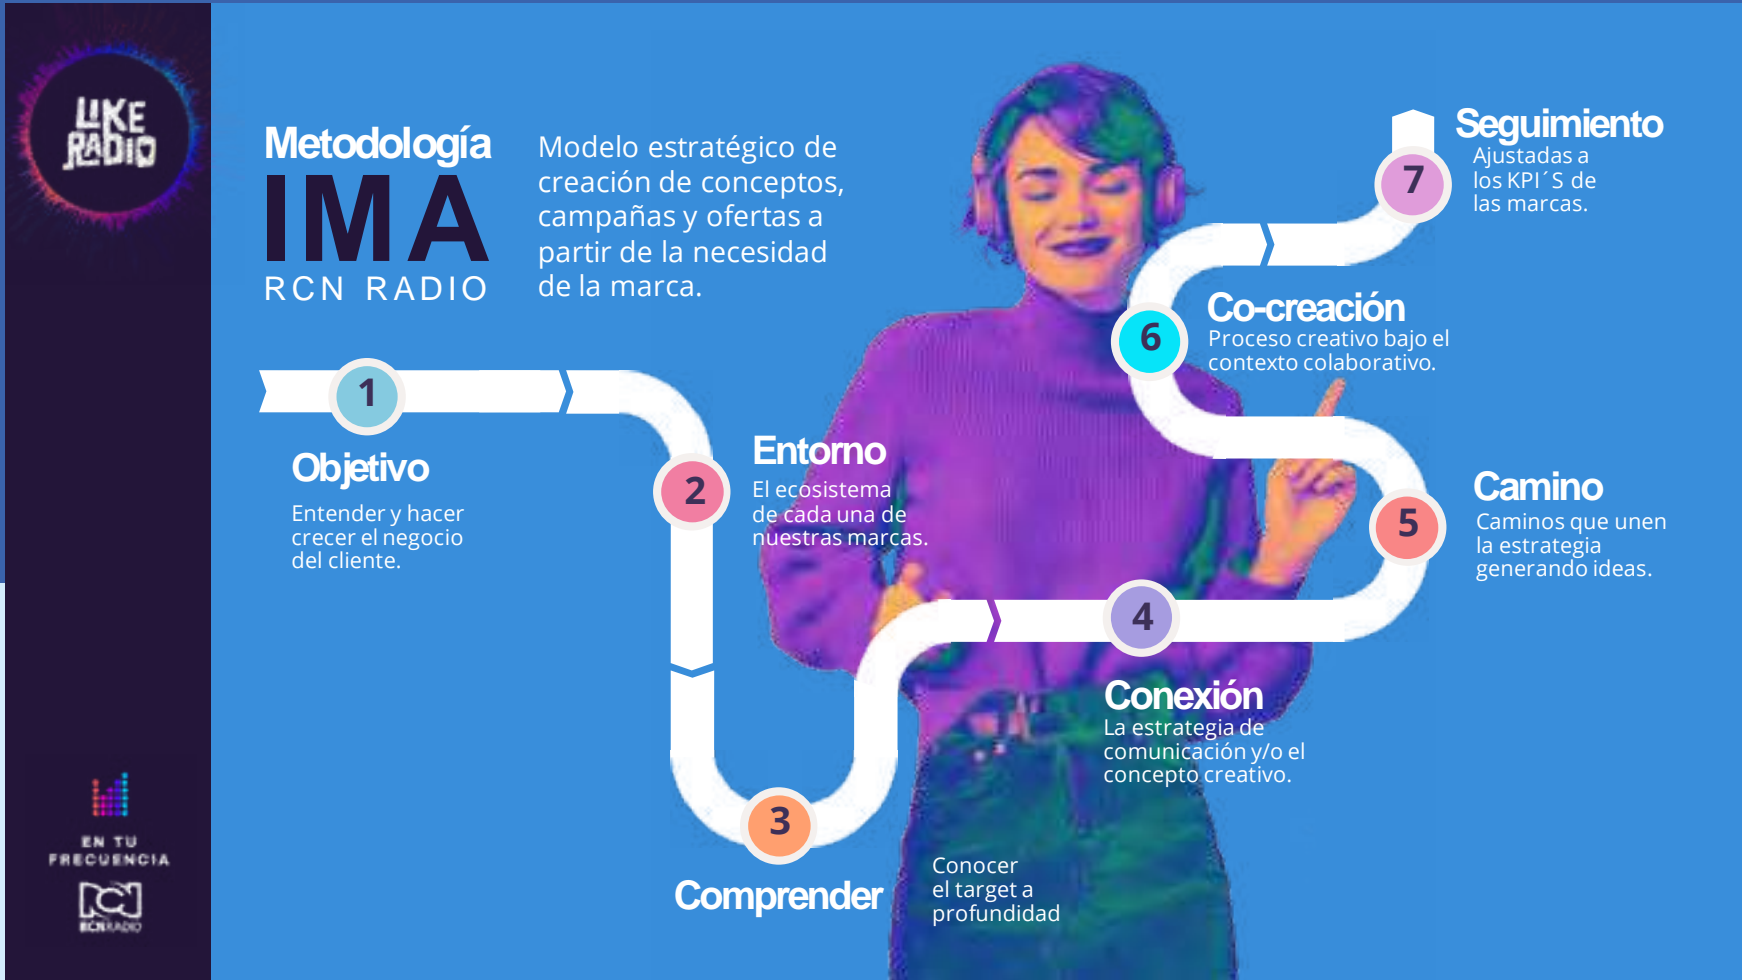 LIKE
RADIO
Metodología
IMA
RCN RADIO
Modelo estratégico de
creación de conceptos,
campañas y ofertas a
partir de la necesidad
de la marca.
1
Objetivo
Entender y hacer
crecer el negocio
del cliente.
2
Entorno
El ecosistema
de cada una de
nuestras marcas.
3
Comprender
Conocer
el target a
profundidad
4
Conexión
La estrategia de
comunicación y/o el
concepto creativo.
5
Camino
Caminos que unen
la estrategia
generando ideas.
6
Co-creación
Proceso creativo bajo el
contexto colaborativo.
7
Seguimiento
Ajustadas a
los KPI´S de
las marcas.
EN TU
FRECUENCIA
RCN
RCNRADIO